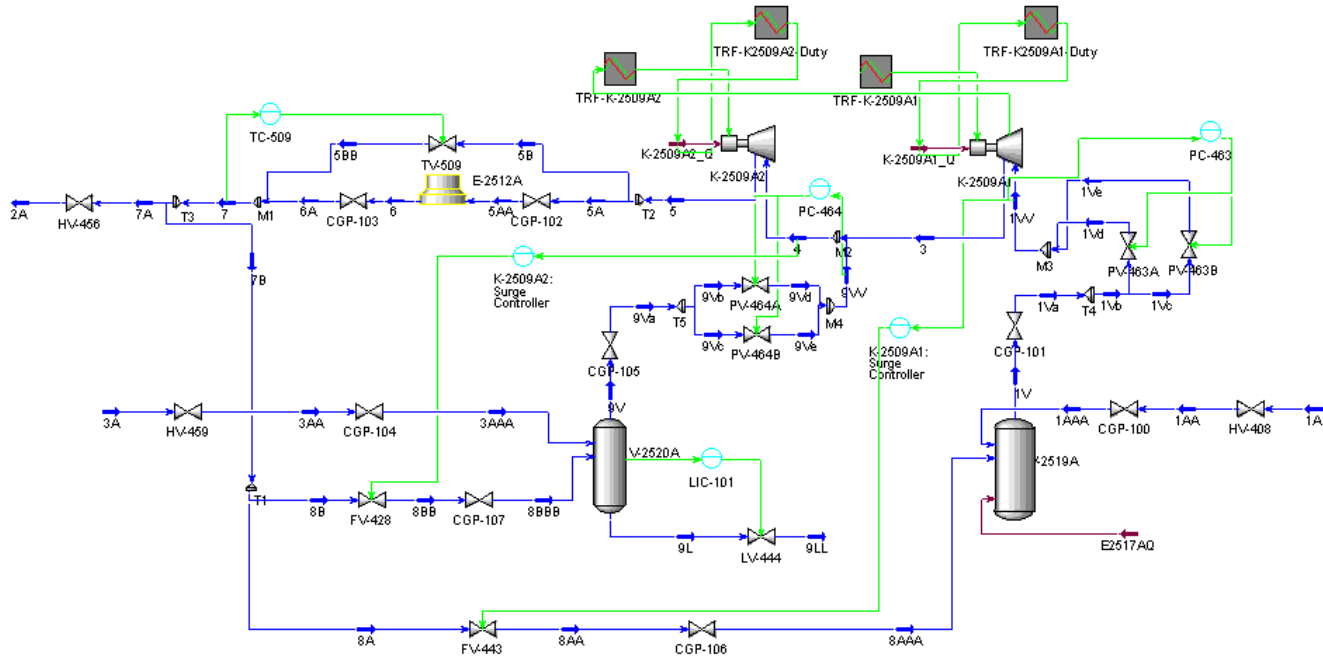 TRF-K2509A2-Duty
TRF-K2509A1-Duty
TRF-K-2509A2
TRF-K-2509A1
TC-509
PC-463
5BB
TV-509
5B
K-2509A2_Q
K-2509A2
K-2509A1_Q
K-2509A1
E-2512A
PC-464
1VV
1Ve
1Vd
2A
HV-456
7A
T3
7
M1
6A
CGP-103
6
5AA
CGP-102
5A
T2
5
4
M2
3
M3
PV-463A
PV-463B
7B
K-2509A2:
Surge
Controller
9Va
T5
9Vb
PV-464A
9Vd
9VV
M4
9Vc
PV-464B
9Ve
1Va
T4
1Vb
1Vc
CGP-105
K-2509A1:
Surge
Controller
CGP-101
9V
1V
3A
HV-459
3AA
CGP-104
3AAA
1AAA
CGP-100
1AA
HV-408
1A
V-2520A
LIC-101
-2519A
T1
8B
FV-428
8BB
CGP-107
8BBB
9L
LV-444
9LL
E2517AQ
8A
FV-443
8AA
CGP-106
8AAA